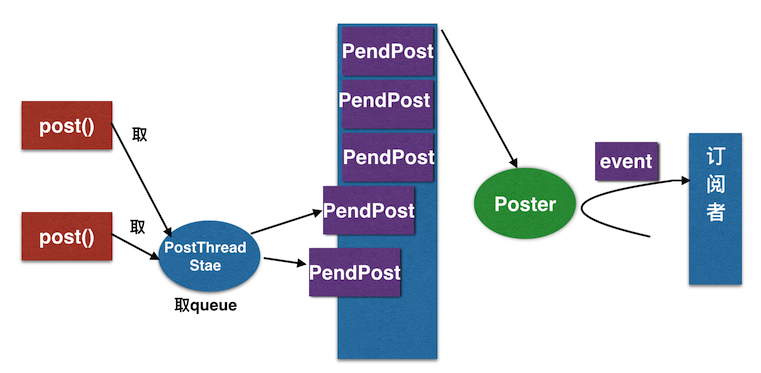 post()
取
post()
取
PostThread
Stae
取queue
PendPost
PendPost
PendPost
PendPost
PendPost
Poster
event
订
阅
者